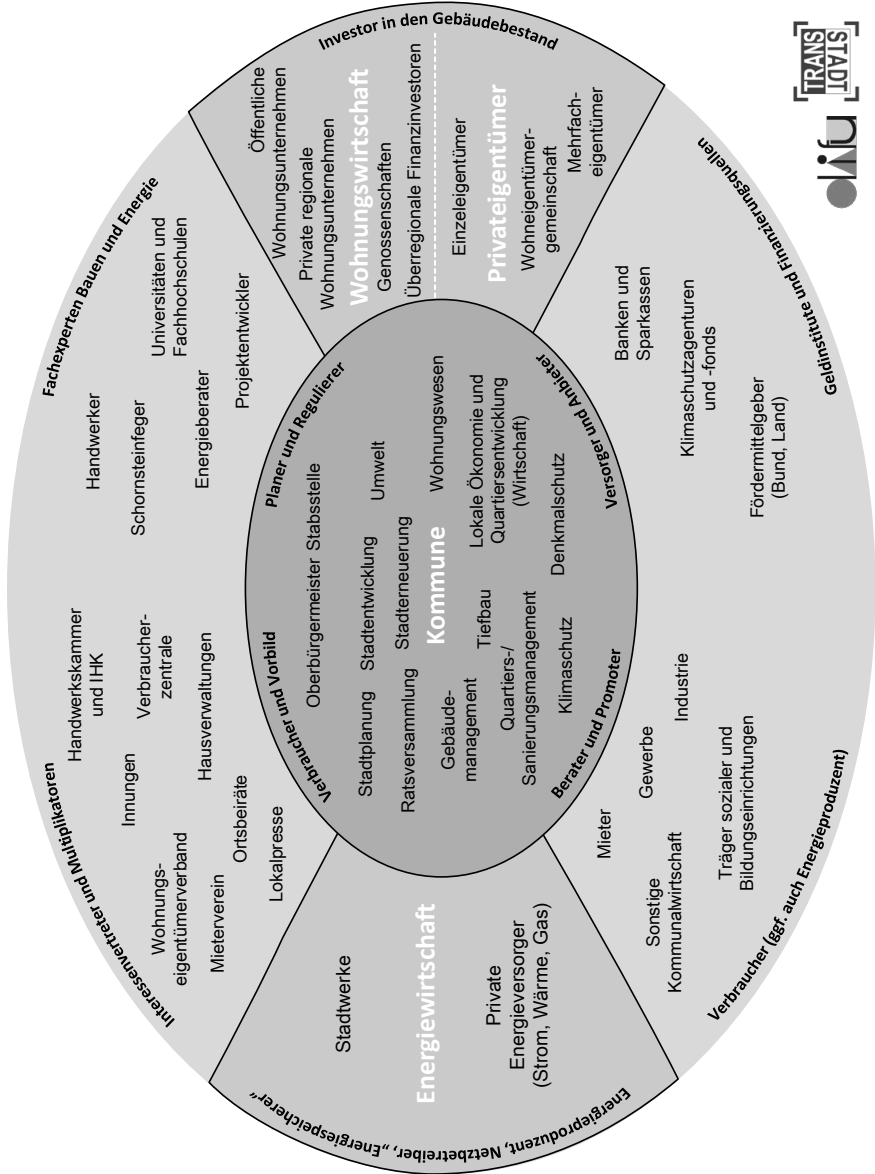 Interessenvertreter und Multiplikatoren
Fachexperten Bauen und Energie
Handwerkskammer
und IHK
Handwerker
Innungen
Verbraucher-
zentrale
Schornsteinfeger
Universitäten und
Fachhochschulen
Wohnungs-
eigentümerverband
Hausverwaltungen
Energieberater
Mieterverein
Ortsbeiräte
Projektentwickler
Lokalpresse
Energieproduzent, Netzbetreiber, „Energiespeicherer“
Stadtwerke
Energiewirtschaft
Private
Energieversorger
(Strom, Wärme, Gas)
Verbraucher und Vorbild
Planer und Regulierer
Oberbürgermeister Stabsstelle
Stadtplanung
Stadtentwicklung
Umwelt
Ratsversammlung
Stadterneuerung
Kommune
Wohnungswesen
Gebäude-
management
Tiefbau
Lokale Ökonomie und
Quartiersentwicklung
(Wirtschaft)
Quartiers-/
Sanierungsmanagement
Klimaschutz
Denkmalschutz
Berater und Promoter
Versorger und Anbieter
Investor in den Gebäudebestand
Öffentliche
Wohnungsunternehmen
Private regionale
Wohnungsunternehmen
Wohnungswirtschaft
Genossenschaften
Überregionale Finanzinvestoren
Einzeleigentümer
Privateigentümer
Wohneigentümer-
gemeinschaft
Mehrfach-
eigentümer
Mieter
Gewerbe
Industrie
Sonstige
Kommunalwirtschaft
Träger sozialer und
Bildungseinrichtungen
Verbraucher (ggf. auch Energieproduzent)
Banken und
Sparkassen
Klimaschutzagenturen
und -fonds
Fördermittelgeber
(Bund, Land)
Geldinstitute und Finanzierungsquellen
TRANS
STADT